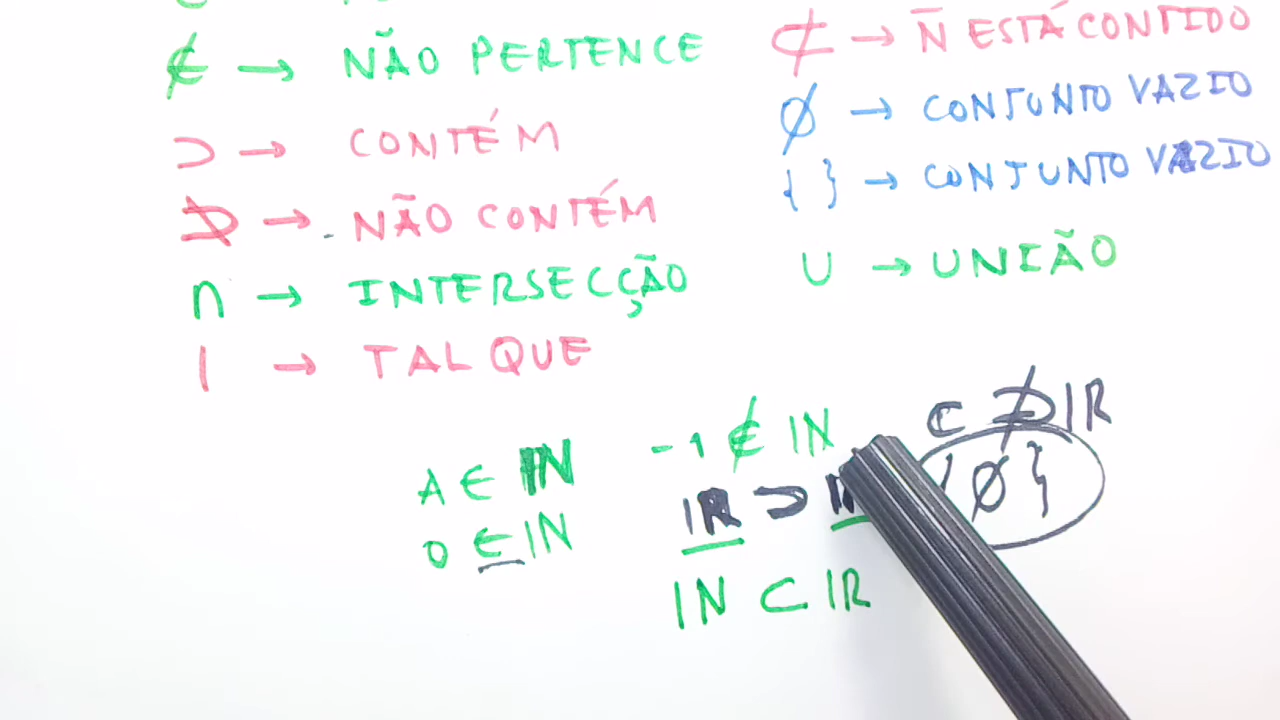 ∉ → NÃO PERTENCE
⊃ → CONTÉM
⊅ → NÃO CONTÉM
∩ → INTERSECÇÃO
| → TAL QUE
⊄ → N̄ ESTÁ CONTIDO
∅ → CONJUNTO VAZIO
{ } → CONJUNTO VAZIO
∪ → UNIÃO
A ∈ IN
0 ∈ IN
-1 ∉ IN
IR ⊃
IN ⊂ IR
⊅ IR
{∅}